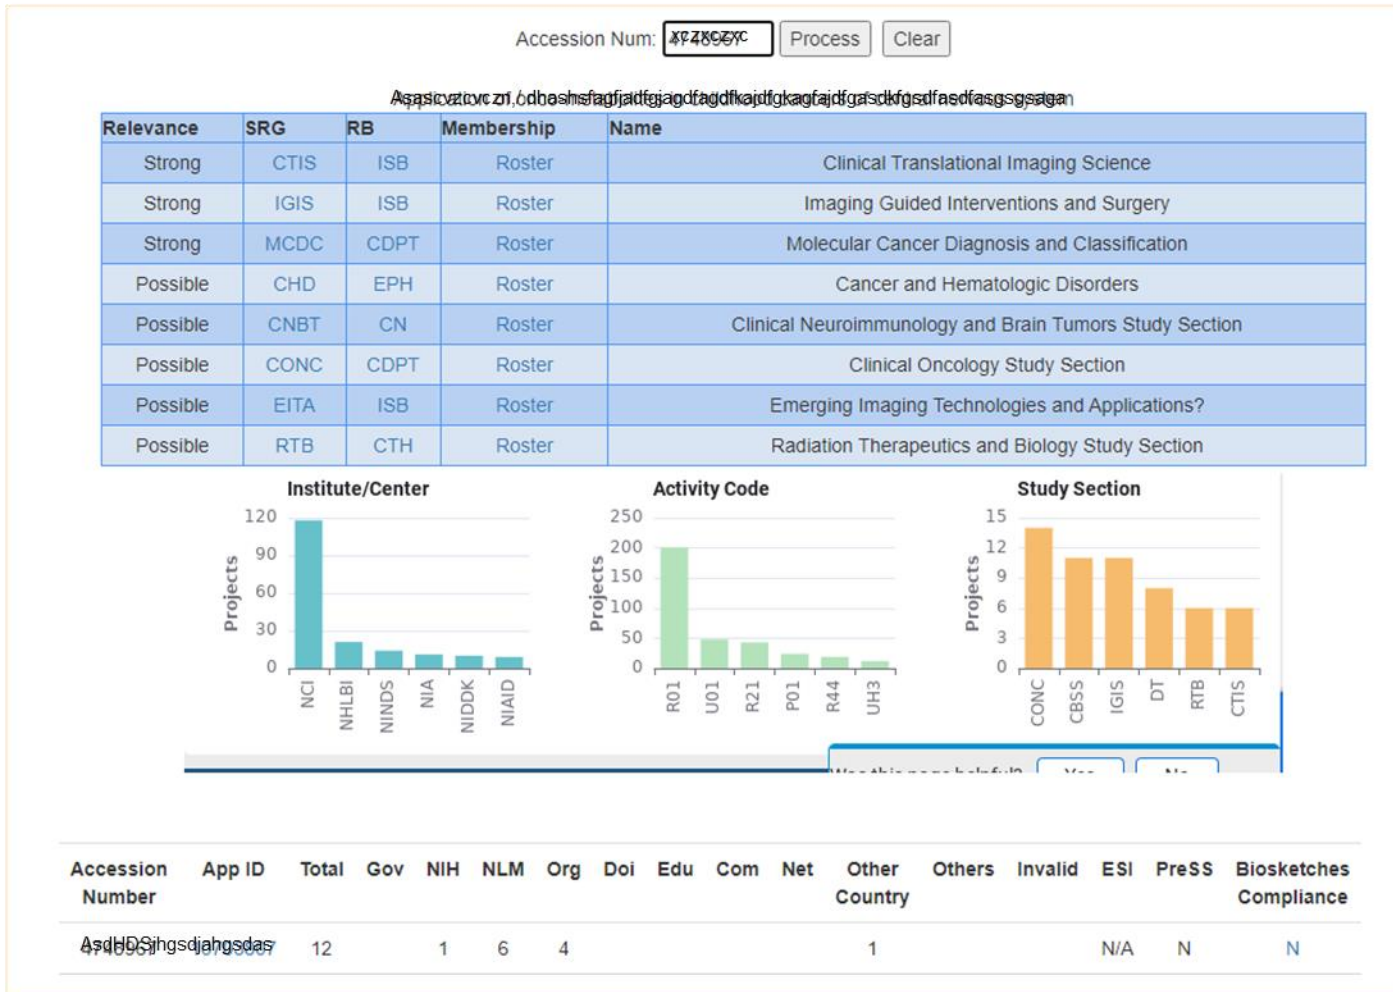 Accession Num: Process Clear
Relevance SRG RB Membership Name
Strong CTIS ISB Roster Clinical Translational Imaging Science
Strong IGIS ISB Roster Imaging Guided Interventions and Surgery
Strong MCDC CDPT Roster Molecular Cancer Diagnosis and Classification
Possible CHD EPH Roster Cancer and Hematologic Disorders
Possible CNBT CN Roster Clinical Neuroimmunology and Brain Tumors Study Section
Possible CONC CDPT Roster Clinical Oncology Study Section
Possible EITA ISB Roster Emerging Imaging Technologies and Applications?
Possible RTB CTH Roster Radiation Therapeutics and Biology Study Section
Institute/Center
Projects
120
90
60
30
0
NCI NHLBI NINDS NIA NIDDK NIAID
Activity Code
Projects
250
200
150
100
50
0
R01 U01 R21 P01 R44 UH3
Study Section
Projects
15
12
9
6
3
0
CONC CBSS IGIS DT RTB CTIS
Was this page helpful? Yes No
Accession Number App ID Total Gov NIH NLM Org Doi Edu Com Net Other Country Others Invalid ESI PreSS Biosketches Compliance
12 1 6 4 1 N/A N N